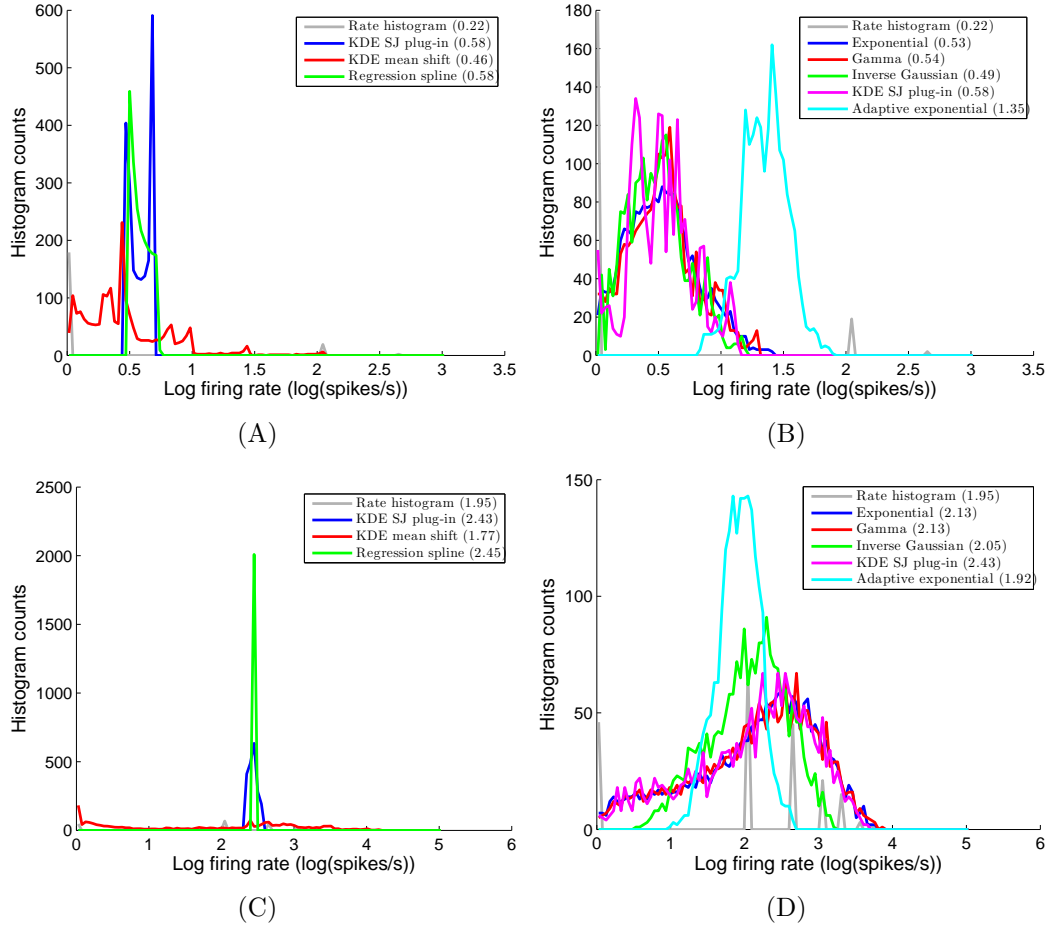 600
500
400
300
200
100
0
0
0.5
1
1.5
2
2.5
3
3.5
Histogram counts
Log firing rate (log(spikes/s))
Rate histogram (0.22)
KDE SJ plug-in (0.58)
KDE mean shift (0.46)
Regression spline (0.58)
(A)
180
160
140
120
100
80
60
40
20
0
0
0.5
1
1.5
2
2.5
3
3.5
Histogram counts
Log firing rate (log(spikes/s))
Rate histogram (0.22)
Exponential (0.53)
Gamma (0.54)
Inverse Gaussian (0.49)
KDE SJ plug-in (0.58)
Adaptive exponential (1.35)
(B)
2500
2000
1500
1000
500
0
0
1
2
3
4
5
6
Histogram counts
Log firing rate (log(spikes/s))
Rate histogram (1.95)
KDE SJ plug-in (2.43)
KDE mean shift (1.77)
Regression spline (2.45)
(C)
150
100
50
0
0
1
2
3
4
5
6
Histogram counts
Log firing rate (log(spikes/s))
Rate histogram (1.95)
Exponential (2.13)
Gamma (2.13)
Inverse Gaussian (2.05)
KDE SJ plug-in (2.43)
Adaptive exponential (1.92)
(D)